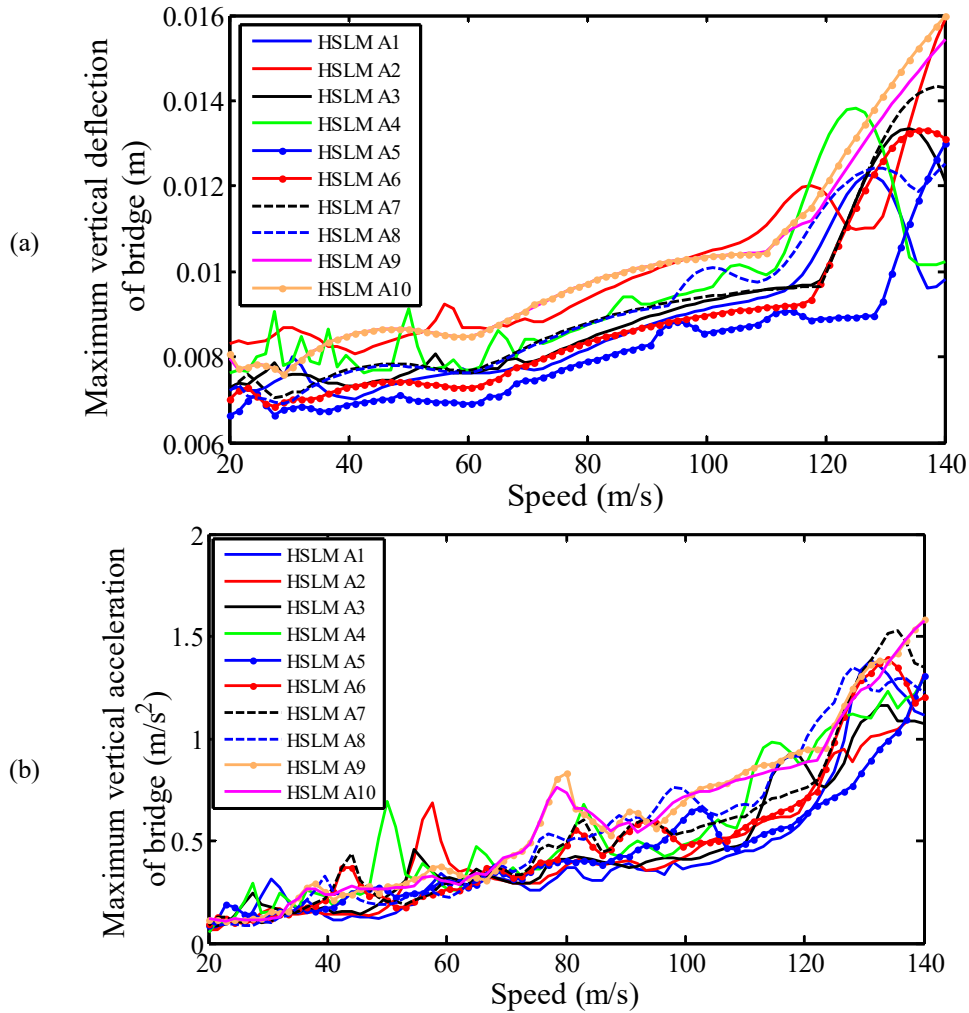 (a)
Maximum vertical deflection
of bridge (m)
0.016
0.014
0.012
0.01
0.008
0.006
HSLM A1
HSLM A2
HSLM A3
HSLM A4
HSLM A5
HSLM A6
HSLM A7
HSLM A8
HSLM A9
HSLM A10
20 40 60 80 100 120 140
Speed (m/s)
(b)
Maximum vertical acceleration
of bridge (m/s²)
2
1.5
1
0.5
0
HSLM A1
HSLM A2
HSLM A3
HSLM A4
HSLM A5
HSLM A6
HSLM A7
HSLM A8
HSLM A9
HSLM A10
20 40 60 80 100 120 140
Speed (m/s)